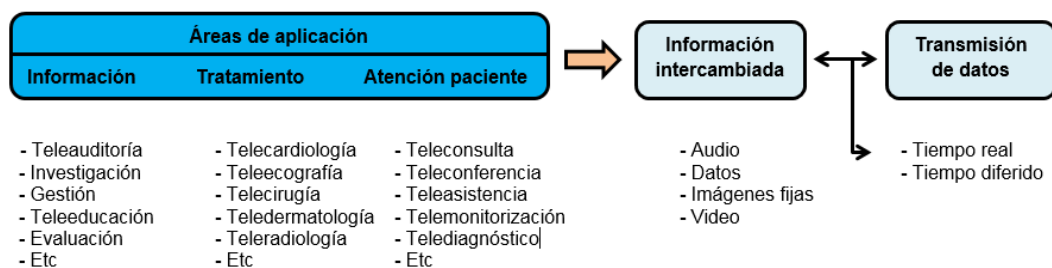 Áreas de aplicación
Información
Tratamiento
Atención paciente
Información
intercambiada
Transmisión
de datos
- Teleauditoría
- Investigación
- Gestión
- Teleeducación
- Evaluación
- Etc
- Telecardiología
- Teleecografía
- Telecirugía
- Teledermatología
- Teleradiología
- Etc
- Teleconsulta
- Teleconferencia
- Teleasistencia
- Telemonitorización
- Telediagnóstico
- Etc
- Audio
- Datos
- Imágenes fijas
- Video
- Tiempo real
- Tiempo diferido